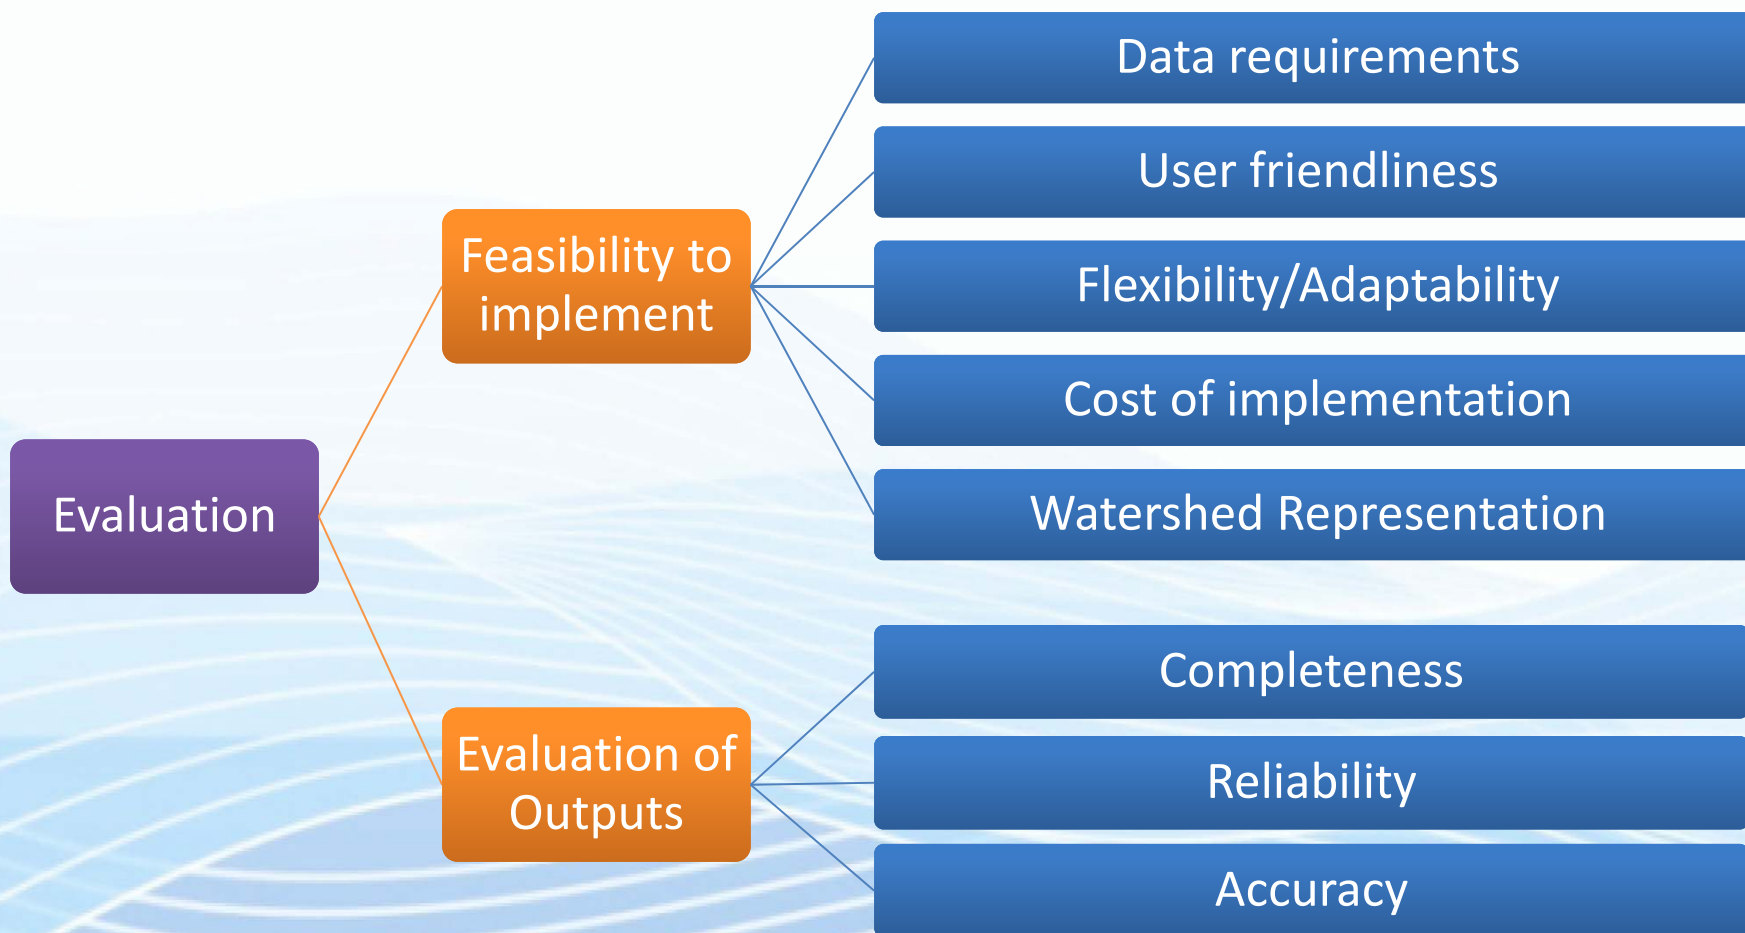 Evaluation
Feasibility to
implement
Data requirements
User friendliness
Flexibility/Adaptability
Cost of implementation
Watershed Representation
Evaluation of
Outputs
Completeness
Reliability
Accuracy